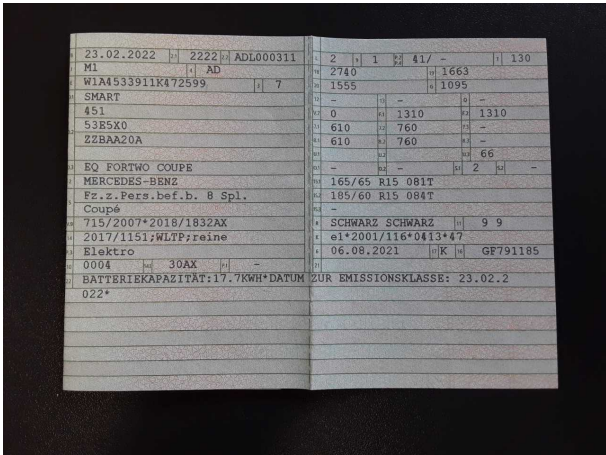 23.02.2022 2222 ADL000311
M1 AD
W1A4533911K472599 7
SMART
451
53E5X0
ZZBAA20A
EQ FORTWO COUPE
MERCEDES-BENZ
Fz.z.Pers.bef.b. 8 Spl.
Coupé
715/2007*2018/1832AX
2017/1151;WLTP;reine
Elektro
0004 30AX -
2 1 41/ - 130
2740 1663
1555 1095
- - -
0 1310 1310
610 760 -
610 760 -
66
- - 2 -
165/65 R15 081T
185/60 R15 084T
-
SCHWARZ SCHWARZ 9 9
e1*2001/116*0413*47
06.08.2021 K GF791185
-
BATTERIEKAPAZITÄT:17.7KWH*DATUM ZUR EMISSIONSKLASSE: 23.02.2
022*